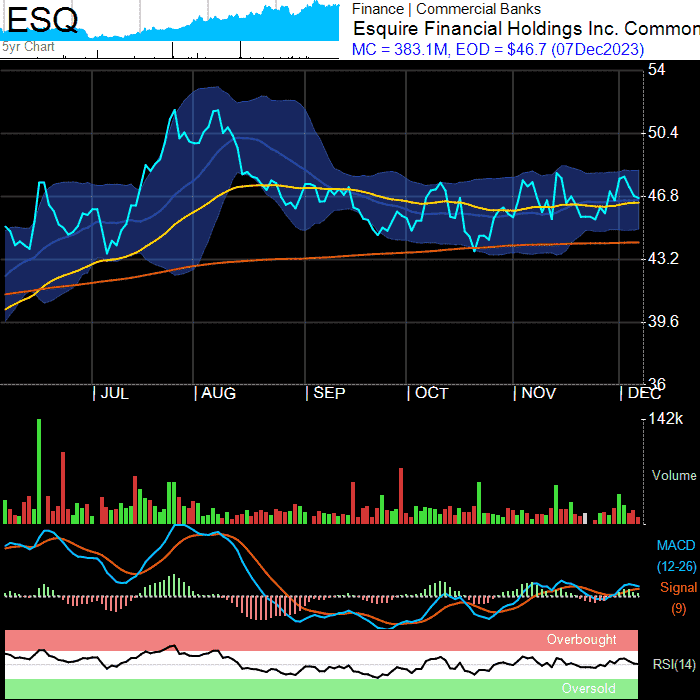 ESQ
5yr Chart
Finance | Commercial Banks
Esquire Financial Holdings Inc. Common
MC = 383.1M, EOD = $46.7 (07Dec2023)
54
50.4
46.8
43.2
39.6
36
JUL AUG SEP OCT NOV DEC
142k
Volume
MACD
(12-26)
Signal
(9)
Overbought
RSI(14)
Oversold